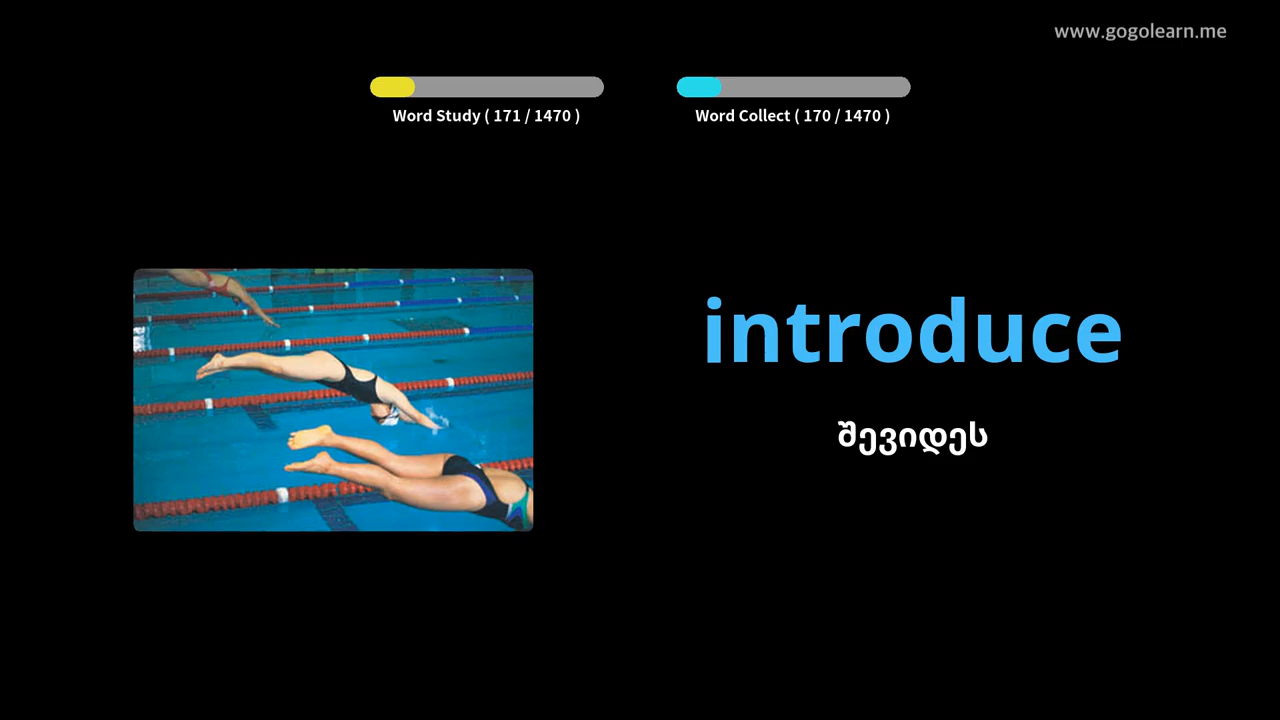 www.gogolearn.me
Word Study ( 171 / 1470 )
Word Collect ( 170 / 1470 )
introduce
შევიდეს